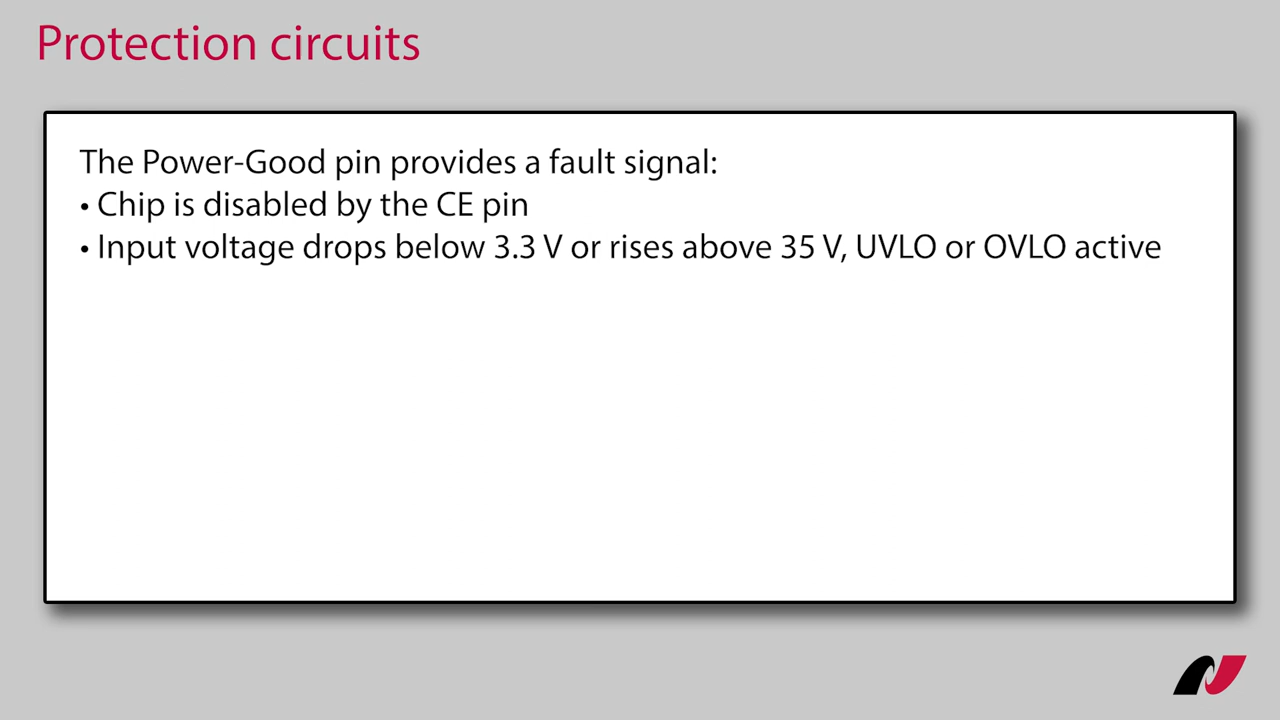 Protection circuits
The Power-Good pin provides a fault signal:
• Chip is disabled by the CE pin
• Input voltage drops below 3.3 V or rises above 35 V, UVLO or OVLO active